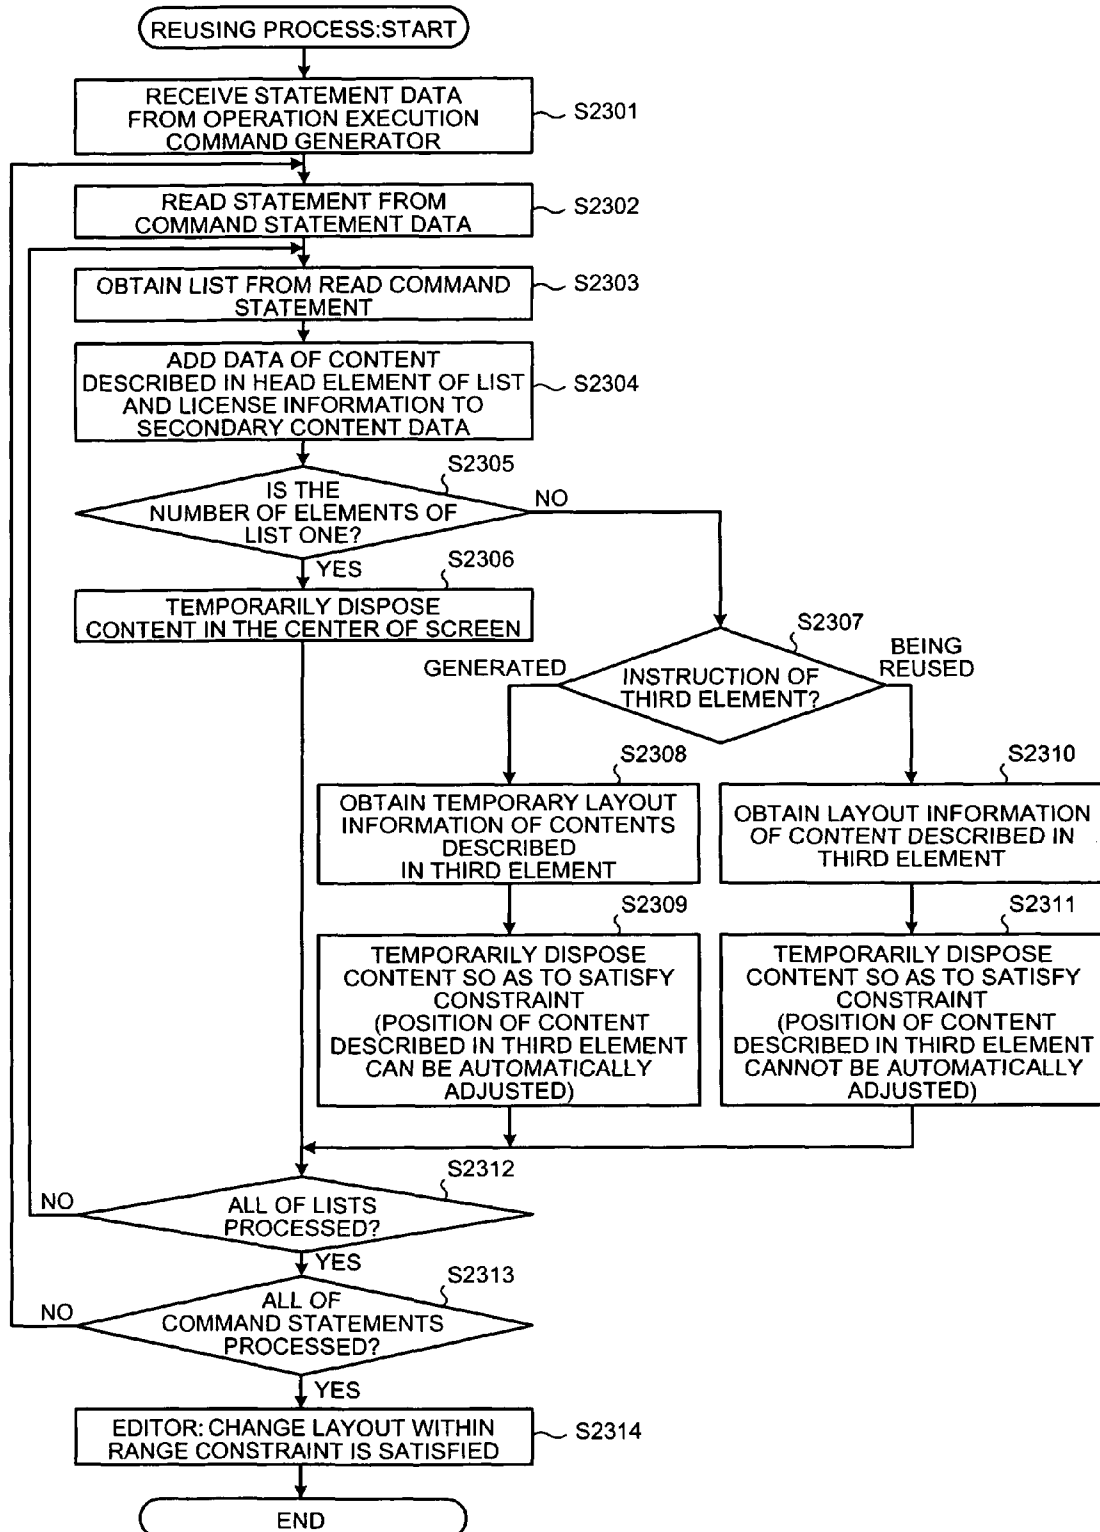 REUSING PROCESS:START
RECEIVE STATEMENT DATA
FROM OPERATION EXECUTION
COMMAND GENERATOR
S2301
READ STATEMENT FROM
COMMAND STATEMENT DATA
S2302
OBTAIN LIST FROM READ COMMAND
STATEMENT
S2303
ADD DATA OF CONTENT
DESCRIBED IN HEAD ELEMENT OF LIST
AND LICENSE INFORMATION TO
SECONDARY CONTENT DATA
S2304
S2305
IS THE
NUMBER OF ELEMENTS OF
LIST ONE?
NO
YES
S2306
TEMPORARILY DISPOSE
CONTENT IN THE CENTER OF SCREEN
S2307
GENERATED
INSTRUCTION OF
THIRD ELEMENT?
BEING
REUSED
S2308
OBTAIN TEMPORARY LAYOUT
INFORMATION OF CONTENTS
DESCRIBED
IN THIRD ELEMENT
S2310
OBTAIN LAYOUT INFORMATION
OF CONTENT DESCRIBED IN
THIRD ELEMENT
S2309
TEMPORARILY DISPOSE
CONTENT SO AS TO SATISFY
CONSTRAINT
(POSITION OF CONTENT
DESCRIBED IN THIRD ELEMENT
CAN BE AUTOMATICALLY
ADJUSTED)
S2311
TEMPORARILY DISPOSE
CONTENT SO AS TO SATISFY
CONSTRAINT
(POSITION OF CONTENT
DESCRIBED IN THIRD ELEMENT
CANNOT BE AUTOMATICALLY
ADJUSTED)
S2312
NO
ALL OF LISTS
PROCESSED?
YES
S2313
NO
ALL OF
COMMAND STATEMENTS
PROCESSED?
YES
EDITOR: CHANGE LAYOUT WITHIN
RANGE CONSTRAINT IS SATISFIED
S2314
END